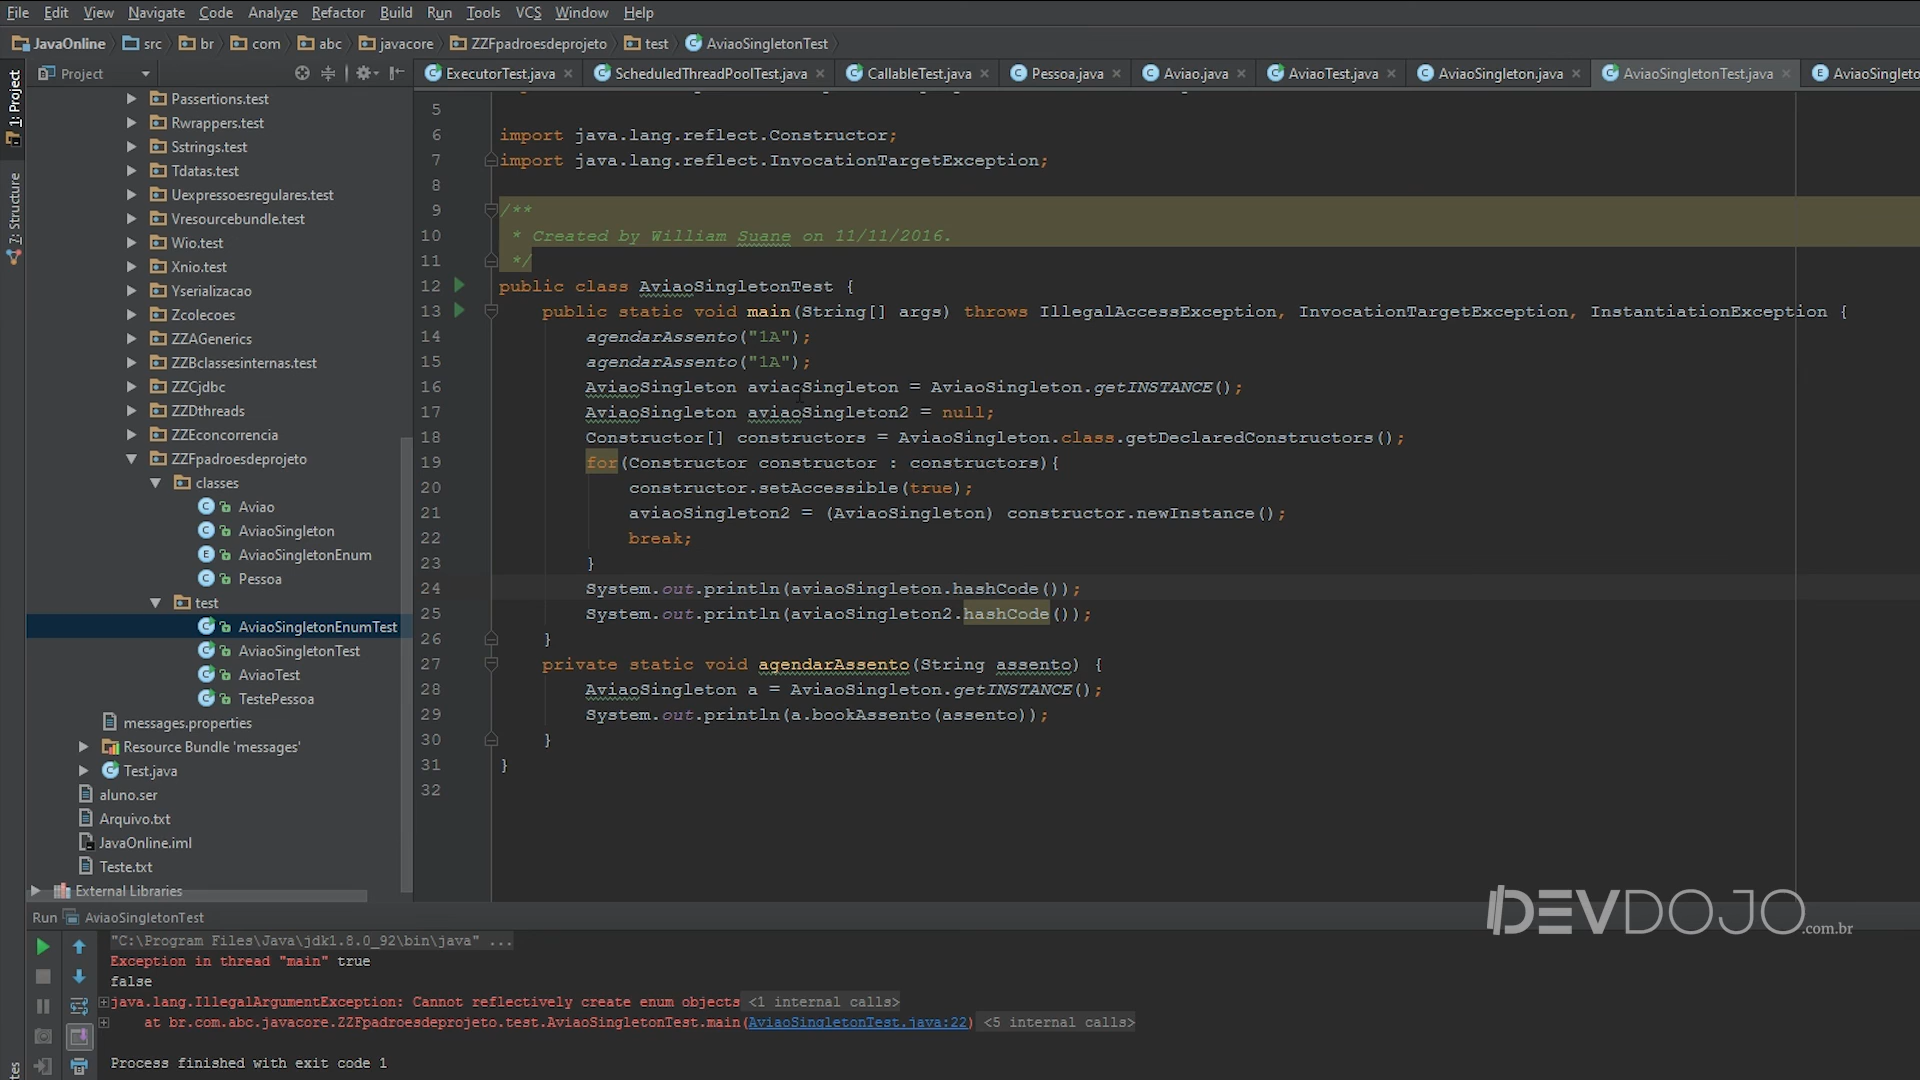 File Edit View Navigate Code Analyze Refactor Build Run Tools VCS Window Help
JavaOnline src br com abc javacore ZZFpadroesdeprojeto test AviaoSingletonTest
Project
ExecutorTest.java ScheduledThreadPoolTest.java CallableTest.java Pessoa.java Aviao.java AviaoTest.java AviaoSingleton.java AviaoSingletonTest.java AviaoSingleto
1: Project
7: Structure
Passertions.test
Rwrappers.test
Sstrings.test
Tdatas.test
Uexpressoesregulares.test
Vresourcebundle.test
Wio.test
Xnio.test
Yserializacao
Zcolecoes
ZZAGenerics
ZZBclassesinternas.test
ZZCjdbc
ZZDthreads
ZZEconcorrencia
ZZFpadroesdeprojeto
classes
Aviao
AviaoSingleton
AviaoSingletonEnum
Pessoa
test
AviaoSingletonEnumTest
AviaoSingletonTest
AviaoTest
TestePessoa
messages.properties
Resource Bundle 'messages'
Test.java
aluno.ser
Arquivo.txt
JavaOnline.iml
Teste.txt
External Libraries
5
6 import java.lang.reflect.Constructor;
7 import java.lang.reflect.InvocationTargetException;
8
9 /**
10 * Created by William Suane on 11/11/2016.
11 */
12 public class AviaoSingletonTest {
13 public static void main(String[] args) throws IllegalAccessException, InvocationTargetException, InstantiationException {
14 agendarAssento("1A");
15 agendarAssento("1A");
16 AviaoSingleton aviaoSingleton = AviaoSingleton.getINSTANCE();
17 AviaoSingleton aviaoSingleton2 = null;
18 Constructor[] constructors = AviaoSingleton.class.getDeclaredConstructors();
19 for(Constructor constructor : constructors){
20 constructor.setAccessible(true);
21 aviaoSingleton2 = (AviaoSingleton) constructor.newInstance();
22 break;
23 }
24 System.out.println(aviaoSingleton.hashCode());
25 System.out.println(aviaoSingleton2.hashCode());
26 }
27 private static void agendarAssento(String assento) {
28 AviaoSingleton a = AviaoSingleton.getINSTANCE();
29 System.out.println(a.bookAssento(assento));
30 }
31 }
32
DEVDOJO.com.br
Run AviaoSingletonTest
"C:\Program Files\Java\jdk1.8.0_92\bin\java" ...
Exception in thread "main" true
false
java.lang.IllegalArgumentException: Cannot reflectively create enum objects <1 internal calls>
at br.com.abc.javacore.ZZFpadroesdeprojeto.test.AviaoSingletonTest.main(AviaoSingletonTest.java:22) <5 internal calls>
Process finished with exit code 1